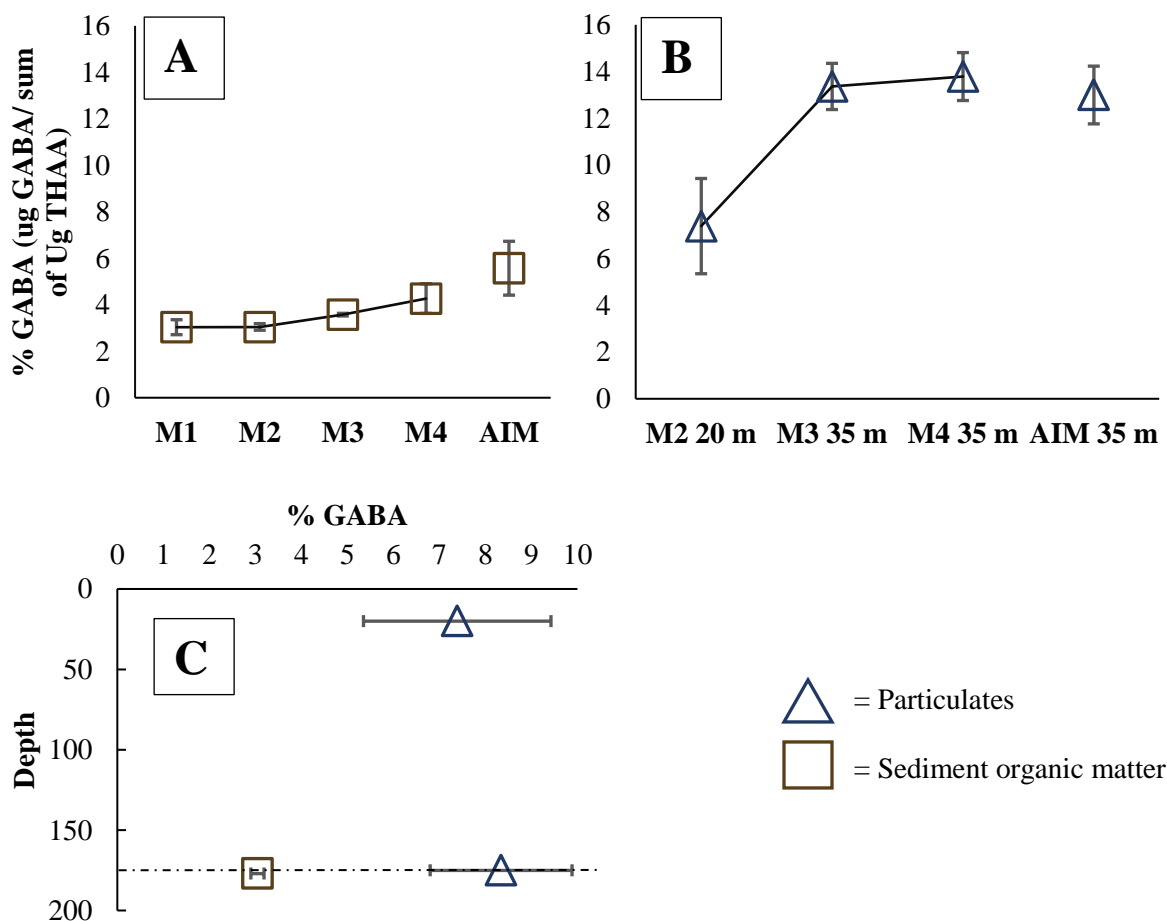 A
B
% GABA (ug GABA/ sum
of Ug THAA)
16
14
12
10
8
6
4
2
0
M1 M2 M3 M4 AIM
16
14
12
10
8
6
4
2
0
M2 20 m M3 35 m M4 35 m AIM 35 m
% GABA
0 1 2 3 4 5 6 7 8 9 10
C
Depth
0
50
100
150
200
= Particulates
= Sediment organic matter